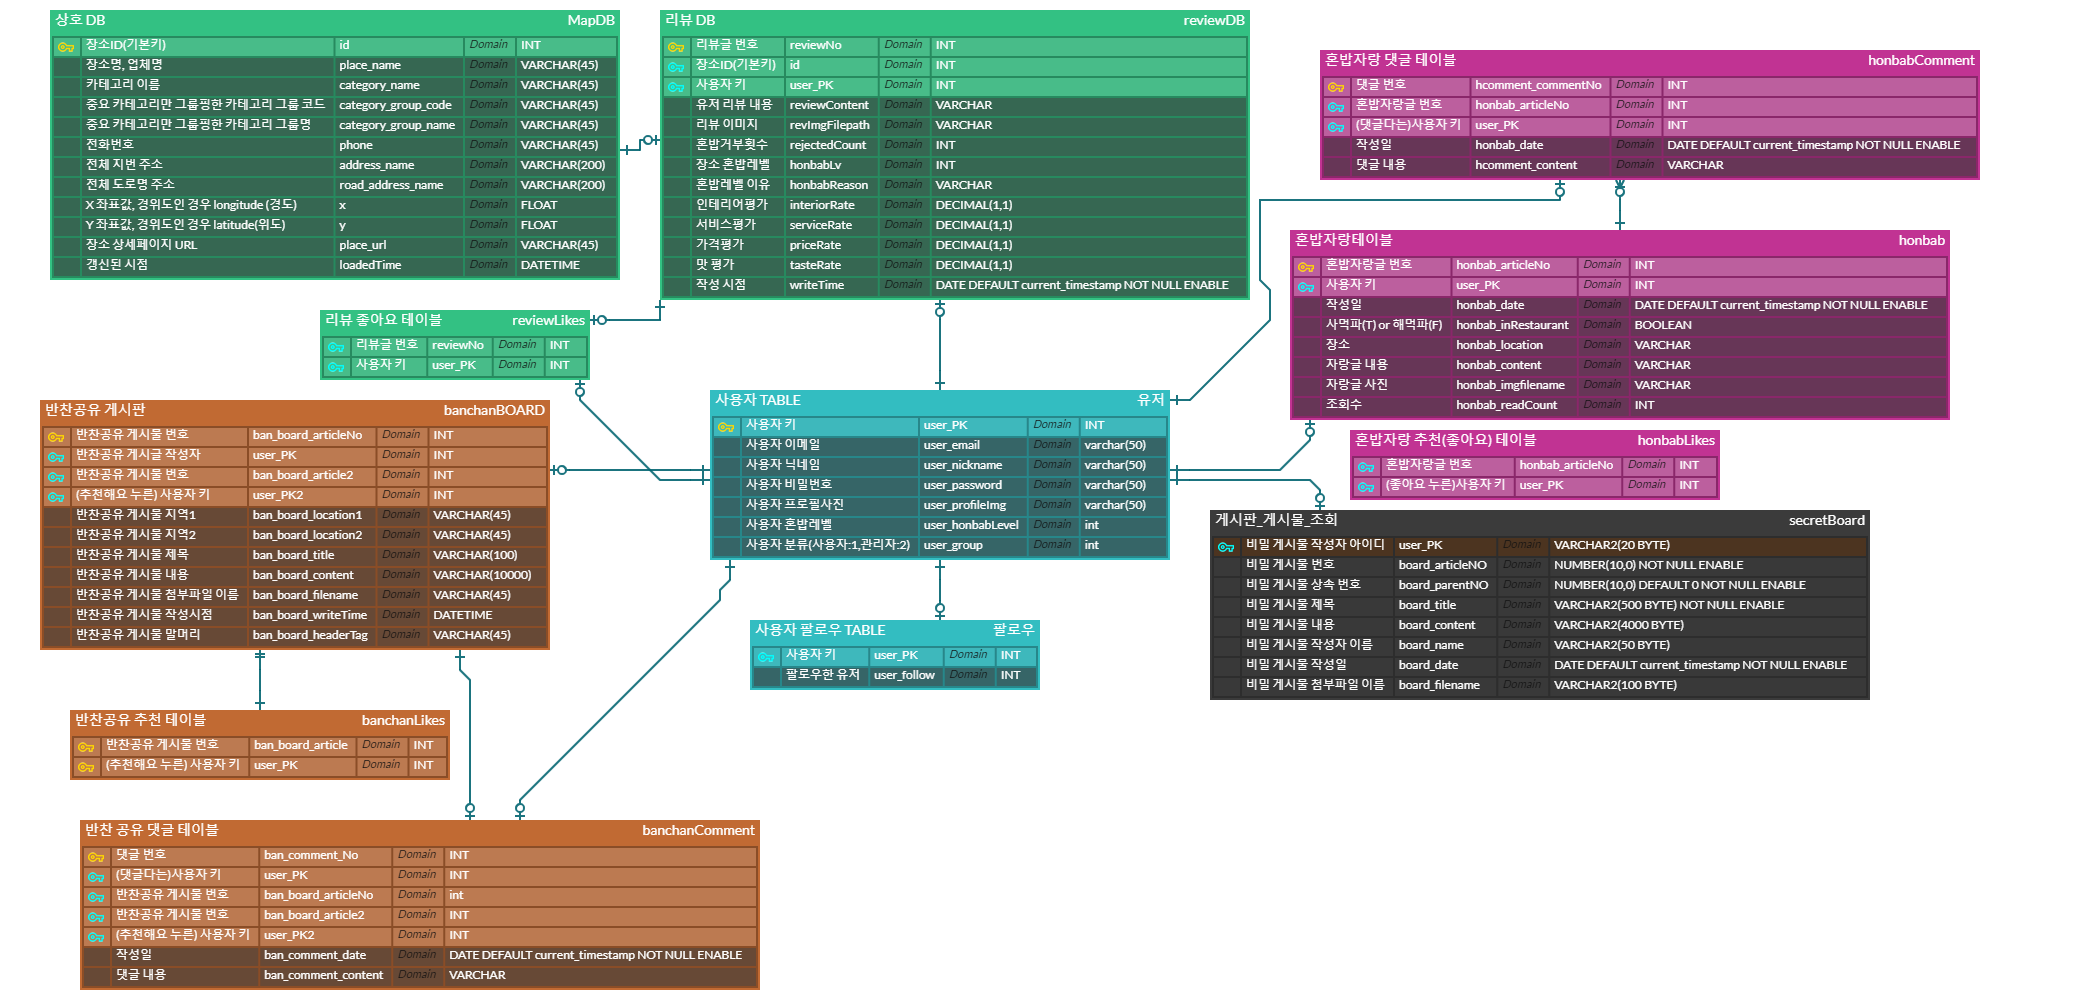 상호 DB MapDB
장소ID(기본키) id Domain INT
장소명, 업체명 place_name Domain VARCHAR(45)
카테고리 이름 category_name Domain VARCHAR(45)
중요 카테고리만 그룹핑한 카테고리 그룹 코드 category_group_code Domain VARCHAR(45)
중요 카테고리만 그룹핑한 카테고리 그룹명 category_group_name Domain VARCHAR(45)
전화번호 phone Domain VARCHAR(45)
전체 지번 주소 address_name Domain VARCHAR(200)
전체 도로명 주소 road_address_name Domain VARCHAR(200)
X 좌표값, 경위도인 경우 longitude (경도) x Domain FLOAT
Y 좌표값, 경위도인 경우 latitude(위도) y Domain FLOAT
장소 상세페이지 URL place_url Domain VARCHAR(45)
갱신된 시점 loadedTime Domain DATETIME
리뷰 DB reviewDB
리뷰글 번호 reviewNo Domain INT
장소ID(기본키) id Domain INT
사용자 키 user_PK Domain INT
유저 리뷰 내용 reviewContent Domain VARCHAR
리뷰 이미지 revImgFilepath Domain VARCHAR
혼밥거부횟수 rejectedCount Domain INT
장소 혼밥레벨 honbabLv Domain INT
혼밥레벨 이유 honbabReason Domain VARCHAR
인테리어평가 interiorRate Domain DECIMAL(1,1)
서비스평가 serviceRate Domain DECIMAL(1,1)
가격평가 priceRate Domain DECIMAL(1,1)
맛 평가 tasteRate Domain DECIMAL(1,1)
작성 시점 writeTime Domain DATE DEFAULT current_timestamp NOT NULL ENABLE
혼밥자랑 댓글 테이블 honbabComment
댓글 번호 hcomment_commentNo Domain INT
혼밥자랑글 번호 honbab_articleNo Domain INT
(댓글다는)사용자 키 user_PK Domain INT
작성일 honbab_date Domain DATE DEFAULT current_timestamp NOT NULL ENABLE
댓글 내용 hcomment_content Domain VARCHAR
혼밥자랑테이블 honbab
혼밥자랑글 번호 honbab_articleNo Domain INT
사용자 키 user_PK Domain INT
작성일 honbab_date Domain DATE DEFAULT current_timestamp NOT NULL ENABLE
사먹파(T) or 해먹파(F) honbab_inRestaurant Domain BOOLEAN
장소 honbab_location Domain VARCHAR
자랑글 내용 honbab_content Domain VARCHAR
자랑글 사진 honbab_imgfilename Domain VARCHAR
조회수 honbab_readCount Domain INT
리뷰 좋아요 테이블 reviewLikes
리뷰글 번호 reviewNo Domain INT
사용자 키 user_PK Domain INT
사용자 TABLE 유저
사용자 키 user_PK Domain INT
사용자 이메일 user_email Domain varchar(50)
사용자 닉네임 user_nickname Domain varchar(50)
사용자 비밀번호 user_password Domain varchar(50)
사용자 프로필사진 user_profileImg Domain varchar(50)
사용자 혼밥레벨 user_honbabLevel Domain int
사용자 분류(사용자:1,관리자:2) user_group Domain int
반찬공유 게시판 banchanBOARD
반찬공유 게시물 번호 ban_board_articleNo Domain INT
반찬공유 게시글 작성자 user_PK Domain INT
반찬공유 게시물 번호 ban_board_article2 Domain INT
(추천해요 누른) 사용자 키 user_PK2 Domain INT
반찬공유 게시물 지역1 ban_board_location1 Domain VARCHAR(45)
반찬공유 게시물 지역2 ban_board_location2 Domain VARCHAR(45)
반찬공유 게시물 제목 ban_board_title Domain VARCHAR(100)
반찬공유 게시물 내용 ban_board_content Domain VARCHAR(10000)
반찬공유 게시물 첨부파일 이름 ban_board_filename Domain VARCHAR(45)
반찬공유 게시물 작성시점 ban_board_writeTime Domain DATETIME
반찬공유 게시물 말머리 ban_board_headerTag Domain VARCHAR(45)
혼밥자랑 추천(좋아요) 테이블 honbabLikes
혼밥자랑글 번호 honbab_articleNo Domain INT
(좋아요 누른)사용자 키 user_PK Domain INT
게시판_게시물_조회 secretBoard
비밀 게시물 작성자 아이디 user_PK Domain VARCHAR2(20 BYTE)
비밀 게시물 번호 board_articleNO Domain NUMBER(10,0) NOT NULL ENABLE
비밀 게시물 상속 번호 board_parentNO Domain NUMBER(10,0) DEFAULT 0 NOT NULL ENABLE
비밀 게시물 제목 board_title Domain VARCHAR2(500 BYTE) NOT NULL ENABLE
비밀 게시물 내용 board_content Domain VARCHAR2(4000 BYTE)
비밀 게시물 작성자 이름 board_name Domain VARCHAR2(50 BYTE)
비밀 게시물 작성일 board_date Domain DATE DEFAULT current_timestamp NOT NULL ENABLE
비밀 게시물 첨부파일 이름 board_filename Domain VARCHAR2(100 BYTE)
사용자 팔로우 TABLE 팔로우
사용자 키 user_PK Domain INT
팔로우한 유저 user_follow Domain INT
반찬공유 추천 테이블 banchanLikes
반찬공유 게시물 번호 ban_board_article Domain INT
(추천해요 누른) 사용자 키 user_PK Domain INT
반찬 공유 댓글 테이블 banchanComment
댓글 번호 ban_comment_No Domain INT
(댓글다는)사용자 키 user_PK Domain INT
반찬공유 게시물 번호 ban_board_articleNo Domain int
반찬공유 게시물 번호 ban_board_article2 Domain INT
(추천해요 누른) 사용자 키 user_PK2 Domain INT
작성일 ban_comment_date Domain DATE DEFAULT current_timestamp NOT NULL ENABLE
댓글 내용 ban_comment_content Domain VARCHAR